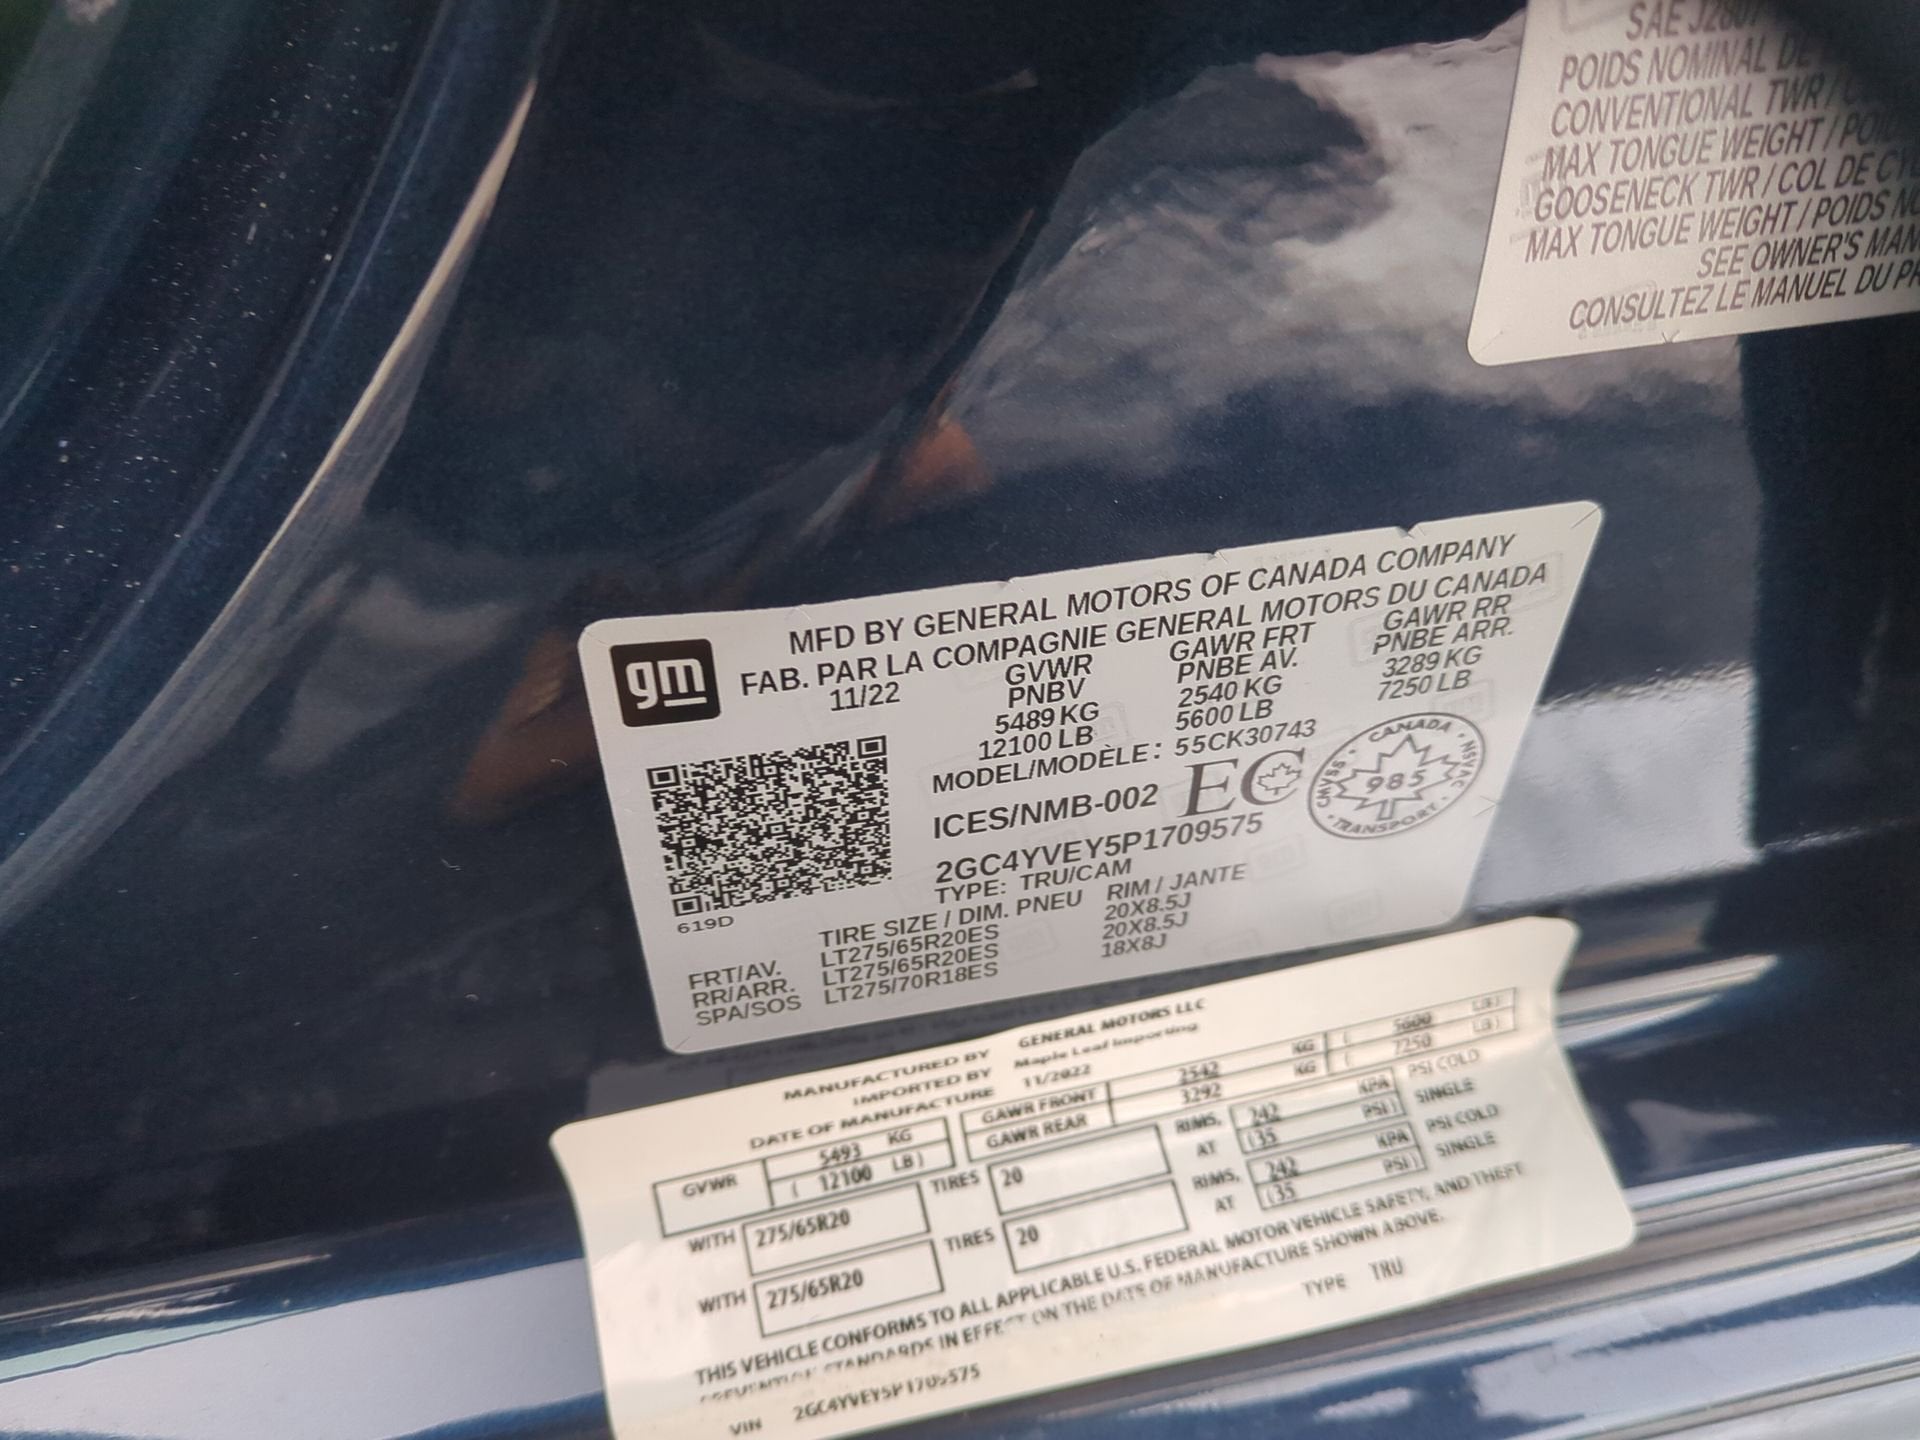 SAE J2807
POIDS NOMINAL DE
CONVENTIONAL TWR /
MAX TONGUE WEIGHT /
GOOSENECK TWR / COL DE
MAX TONGUE WEIGHT / POIDS
SEE OWNER'S
CONSULTEZ LE MANUEL DU
gm
MFD BY GENERAL MOTORS OF CANADA COMPANY
FAB. PAR LA COMPAGNIE GENERAL MOTORS DU CANADA
11/22 GVWR GAWR FRT GAWR RR
PNBV PNBE AV. PNBE ARR.
5489 KG 2540 KG 3289 KG
12100 LB 5600 LB 7250 LB
MODEL/MODÈLE: 55CK30743
ICES/NMB-002 EC
CANADA
CMVSS 985 NSVAC
TRANSPORT
2GC4YVEY5P1709575
TYPE: TRU/CAM
619D
TIRE SIZE / DIM. PNEU RIM / JANTE
FRT/AV. LT275/65R20ES 20X8.5J
RR/ARR. LT275/65R20ES 20X8.5J
SPA/SOS LT275/70R18ES 18X8J
MANUFACTURED BY GENERAL MOTORS LLC
IMPORTED BY Maple Leaf Importing
DATE OF MANUFACTURE 11/2022
GVWR 5493 KG GAWR FRONT 2542 KG ( 5600 LB)
( 12100 LB) GAWR REAR 3292 KG ( 7250 LB)
WITH 275/65R20 TIRES 20 RIMS, 242 KPA PSI COLD
AT (35 PSI) SINGLE
WITH 275/65R20 TIRES 20 RIMS, 242 KPA PSI COLD
AT (35 PSI) SINGLE
THIS VEHICLE CONFORMS TO ALL APPLICABLE U.S. FEDERAL MOTOR VEHICLE SAFETY, AND THEFT
PREVENTION STANDARDS IN EFFECT ON THE DATE OF MANUFACTURE SHOWN ABOVE.
VIN 2GC4YVEY5P1709575 TYPE TRU